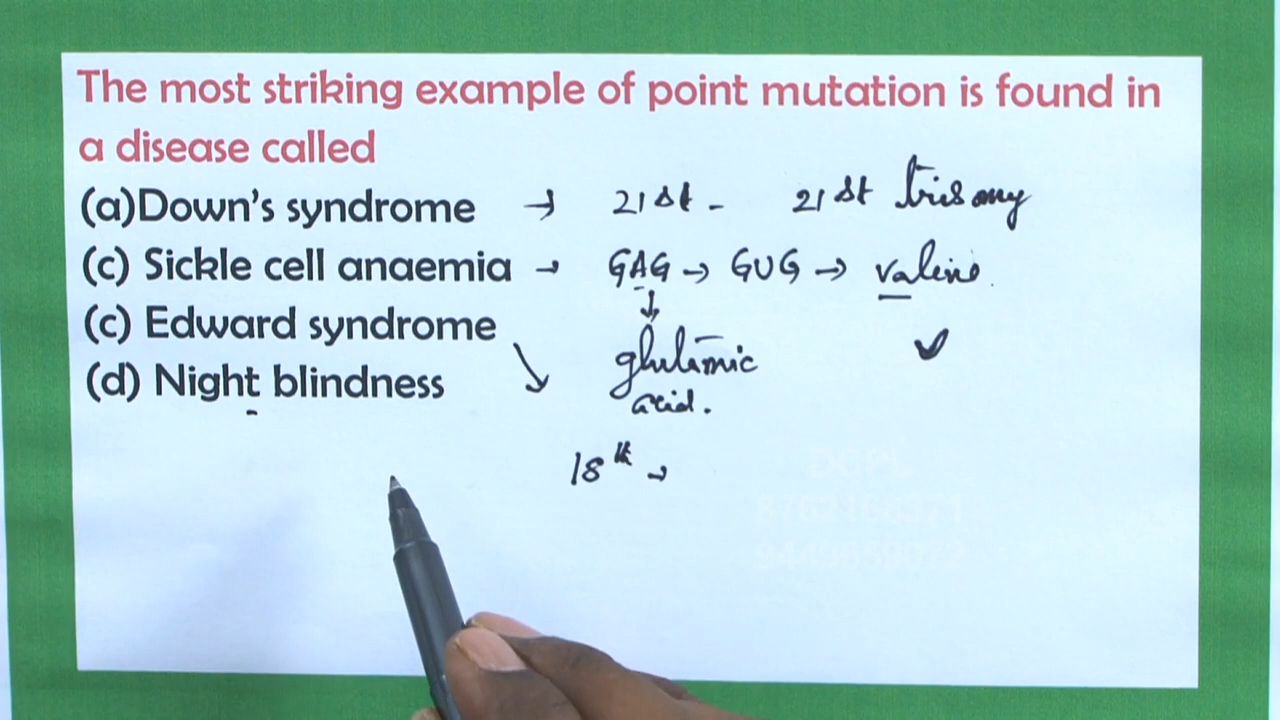 The most striking example of point mutation is found in
a disease called
(a)Down's syndrome → 21st - 21st trisomy
(c) Sickle cell anaemia → GAG → GUG → valine.
(c) Edward syndrome
glutamic
(d) Night blindness
acid.
18th →